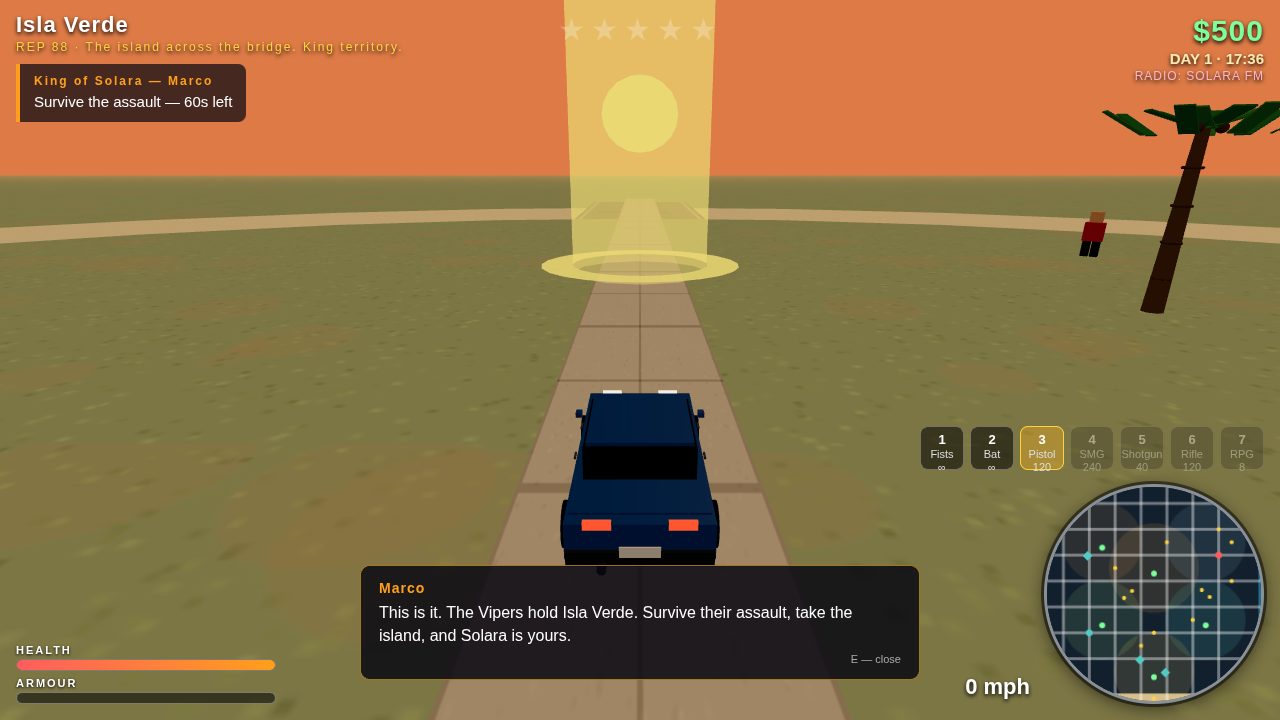 Isla Verde
REP 88 · The island across the bridge. King territory.
King of Solara — Marco
Survive the assault — 60s left
$500
DAY 1 · 17:36
RADIO: SOLARA FM
1
Fists
∞
2
Bat
∞
3
Pistol
120
4
SMG
240
5
Shotgun
40
6
Rifle
120
7
RPG
8
Marco
This is it. The Vipers hold Isla Verde. Survive their assault, take the
island, and Solara is yours.
E — close
HEALTH
ARMOUR
0 mph